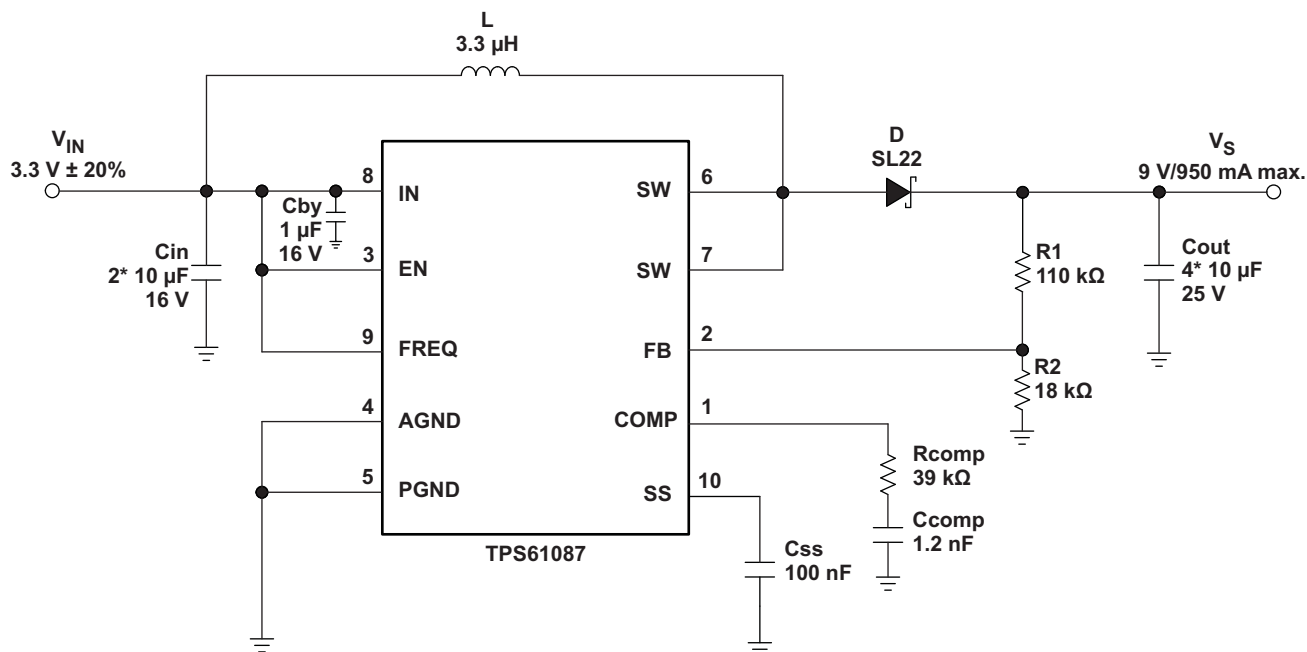 L
3.3 µH
VIN
3.3 V ± 20%
D
SL22
VS
9 V/950 mA max.
8
IN
SW
6
Cby
1 µF
16 V
Cin
2* 10 µF
16 V
3
EN
SW
7
R1
110 kΩ
Cout
4* 10 µF
25 V
9
FREQ
FB
2
R2
18 kΩ
4
AGND
COMP
1
Rcomp
39 kΩ
5
PGND
SS
10
Ccomp
1.2 nF
TPS61087
Css
100 nF